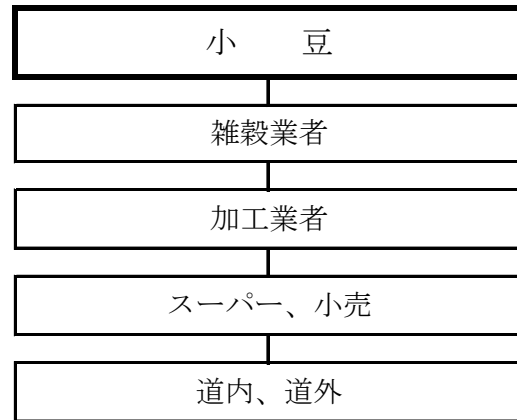 小　　豆
雑穀業者
加工業者
スーパー、小売
道内、道外